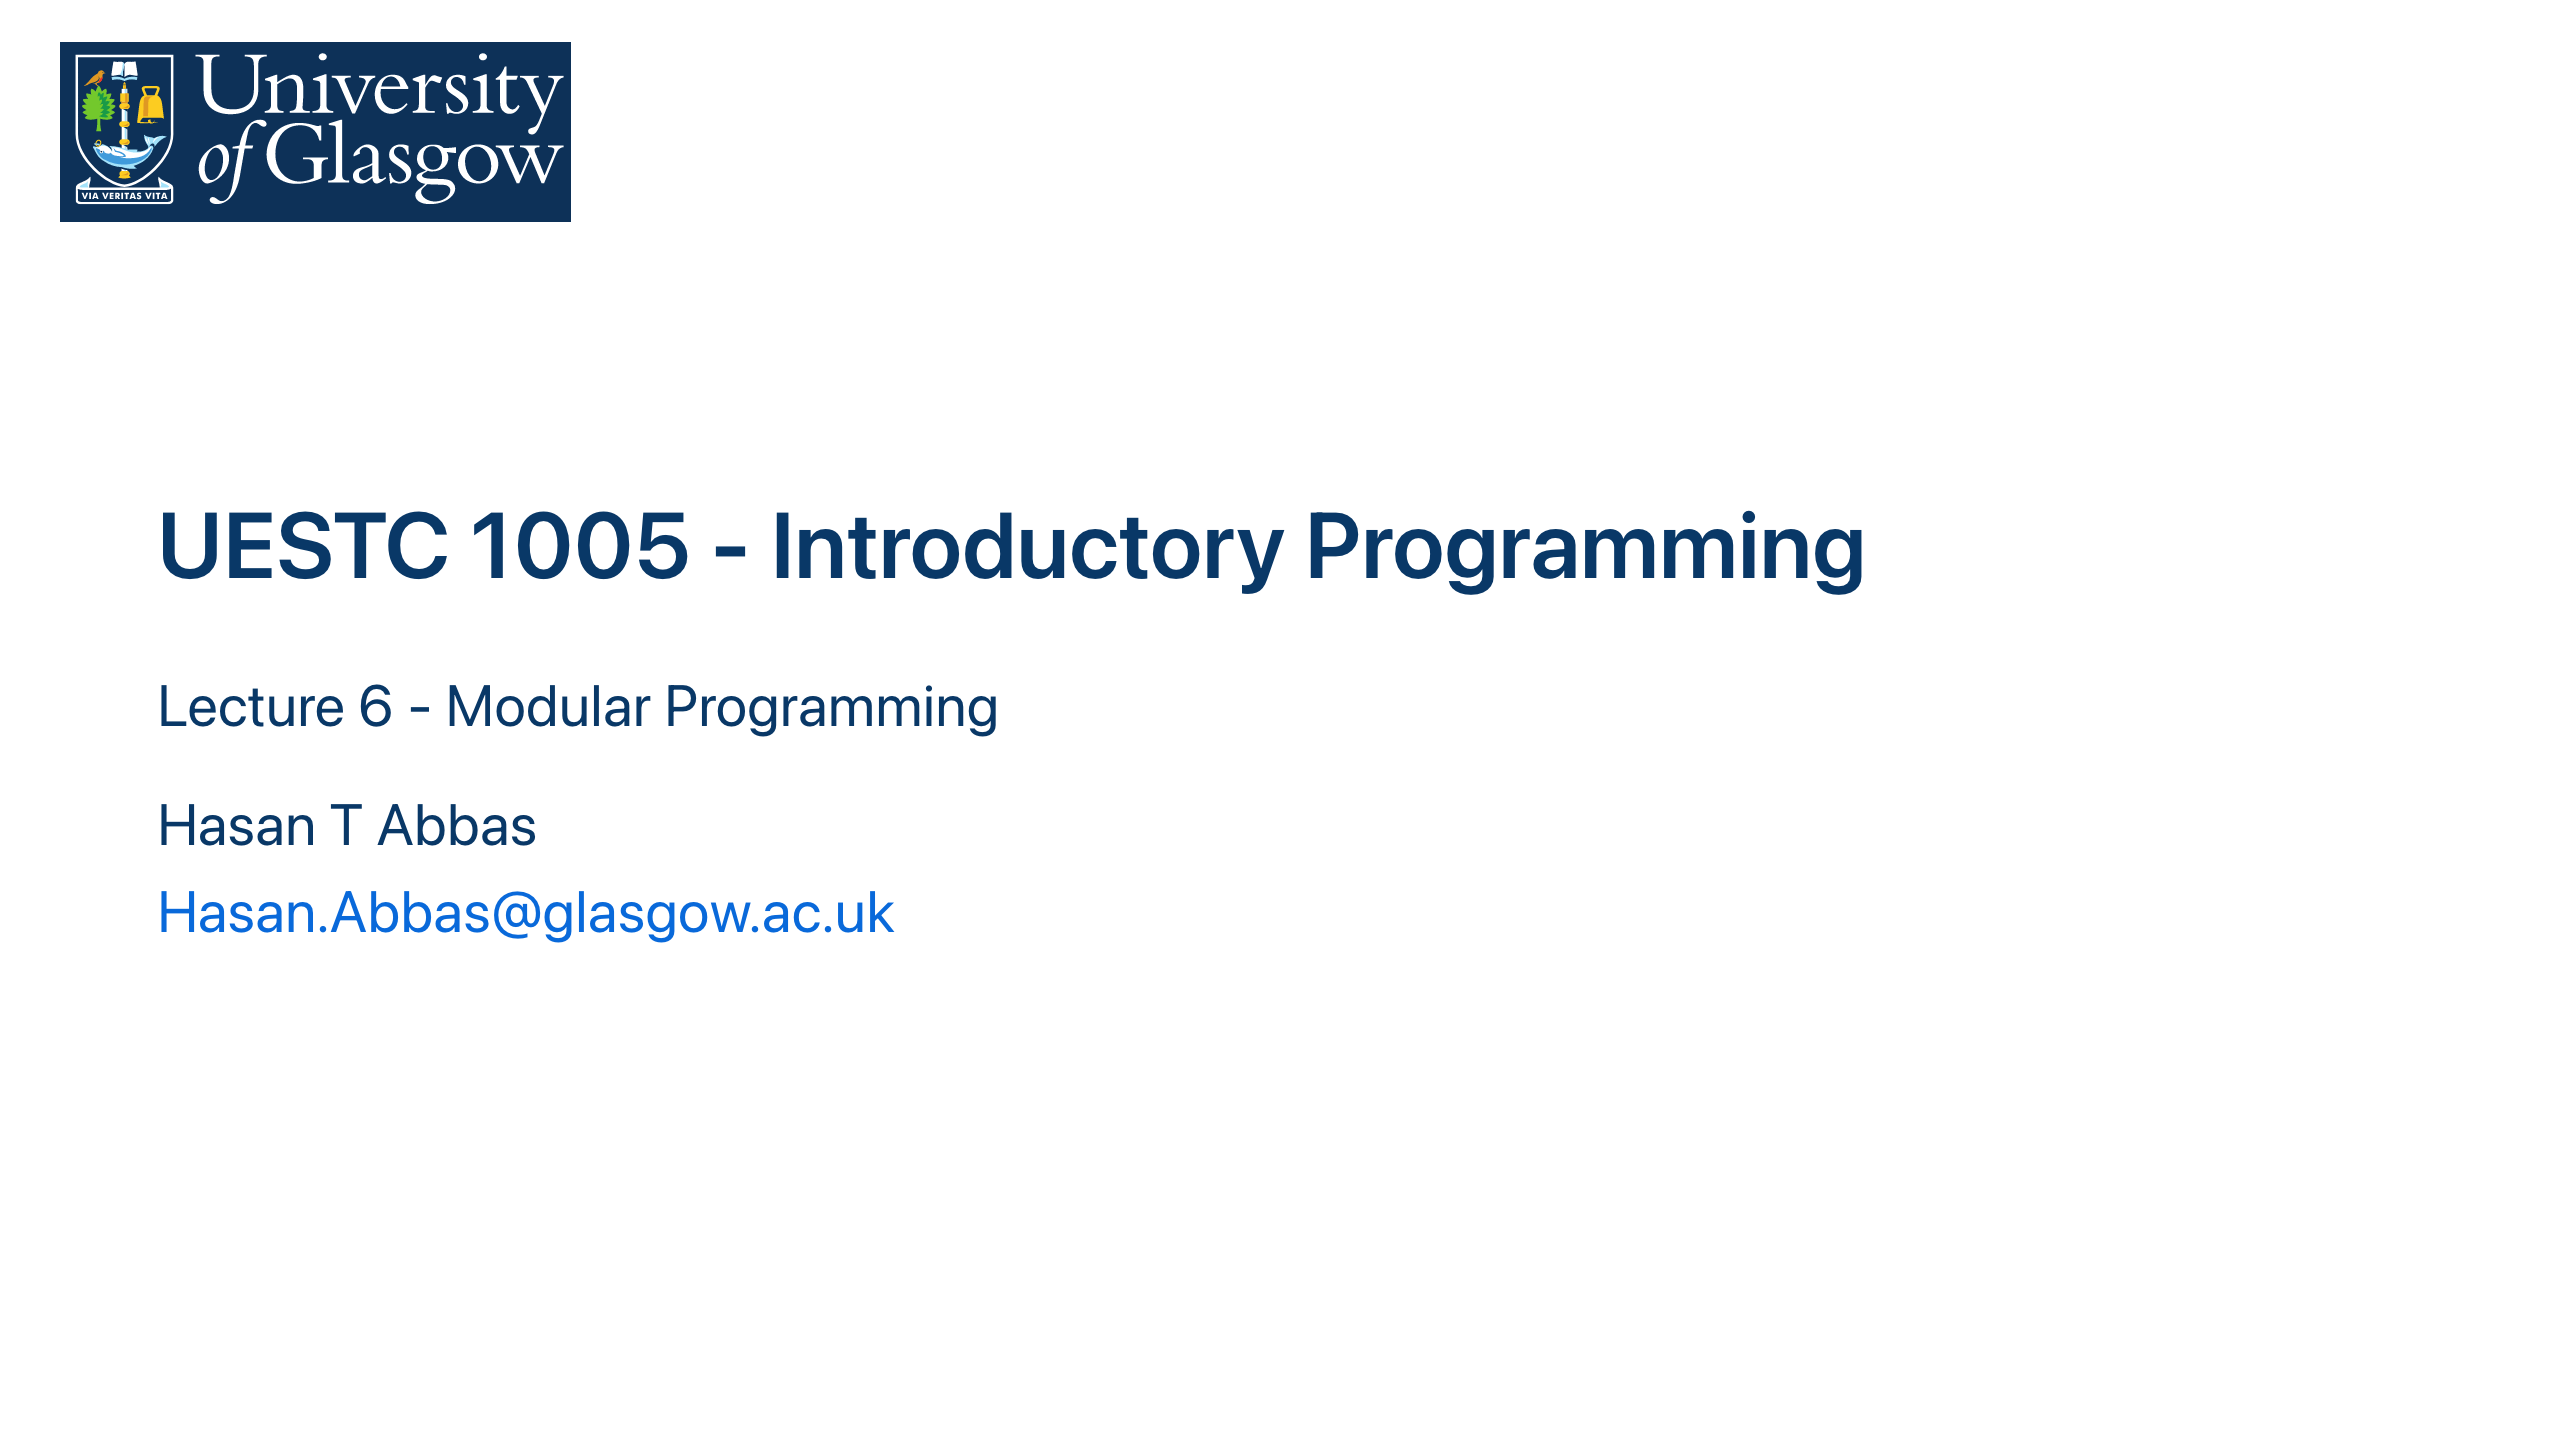 University
of Glasgow
VIA VERITAS VITA
UESTC 1005 - Introductory Programming
Lecture 6 - Modular Programming
Hasan T Abbas
Hasan.Abbas@glasgow.ac.uk